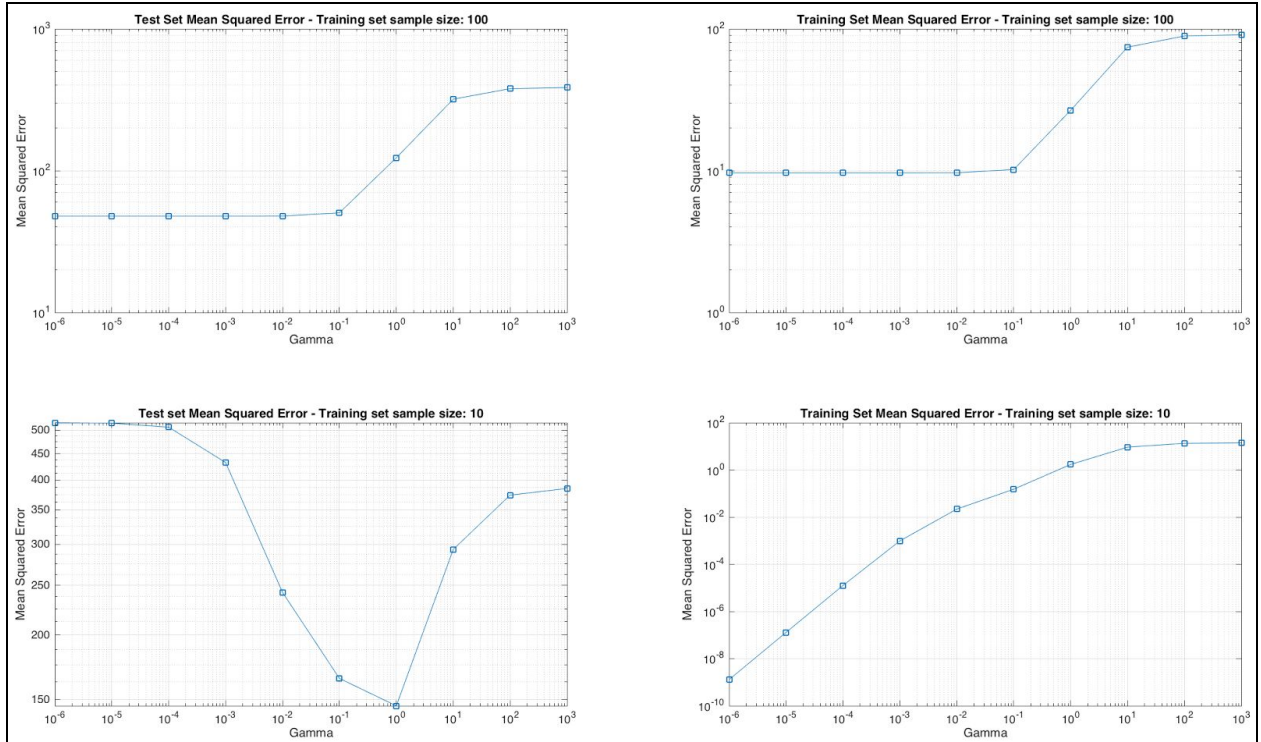 Test Set Mean Squared Error - Training set sample size: 100
Mean Squared Error
10^3
10^2
10^1
10^-6 10^-5 10^-4 10^-3 10^-2 10^-1 10^0 10^1 10^2 10^3
Gamma
Training Set Mean Squared Error - Training set sample size: 100
Mean Squared Error
10^2
10^1
10^0
10^-6 10^-5 10^-4 10^-3 10^-2 10^-1 10^0 10^1 10^2 10^3
Gamma
Test set Mean Squared Error - Training set sample size: 10
Mean Squared Error
500
450
400
350
300
250
200
150
10^-6 10^-5 10^-4 10^-3 10^-2 10^-1 10^0 10^1 10^2 10^3
Gamma
Training Set Mean Squared Error - Training set sample size: 10
Mean Squared Error
10^2
10^0
10^-2
10^-4
10^-6
10^-8
10^-10
10^-6 10^-5 10^-4 10^-3 10^-2 10^-1 10^0 10^1 10^2 10^3
Gamma